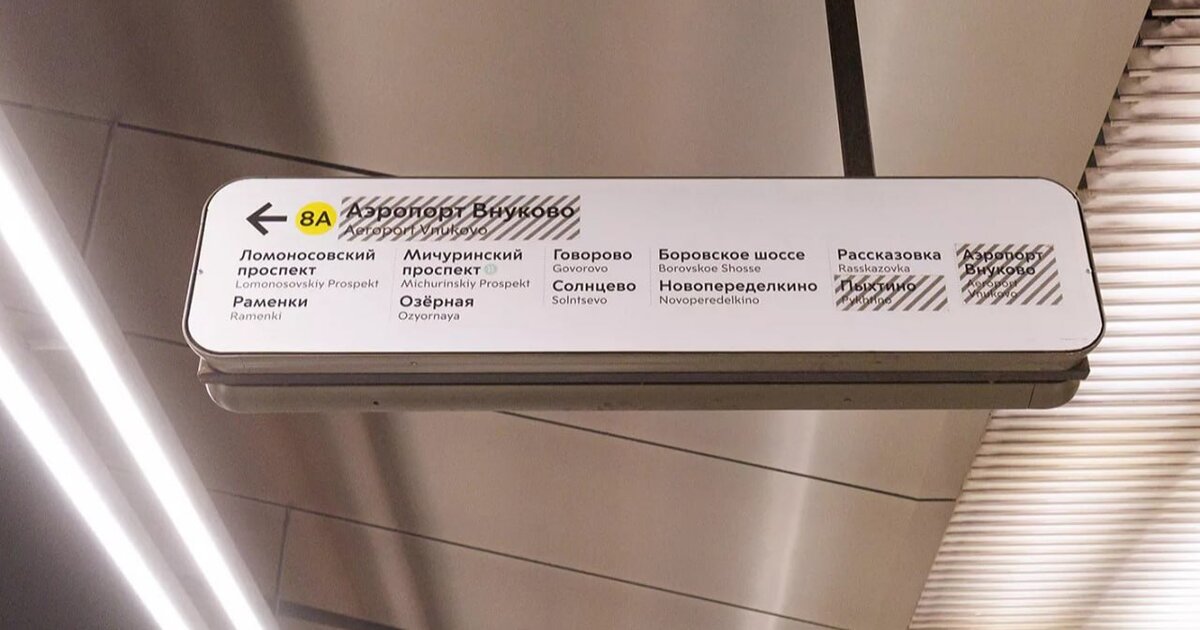 8А Аэропорт Внуково
Aeroport Vnukovo
Ломоносовский
проспект
Lomonosovskiy Prospekt
Раменки
Ramenki
Мичуринский
проспект
Michurinskiy Prospekt
Озёрная
Ozyornaya
Говорово
Govorovo
Солнцево
Solntsevo
Боровское шоссе
Borovskoe Shosse
Новопеределкино
Novoperedelkino
Рассказовка
Rasskazovka
Пыхтино
Pykhtino
Аэропорт
Внуково
Aeroport
Vnukovo